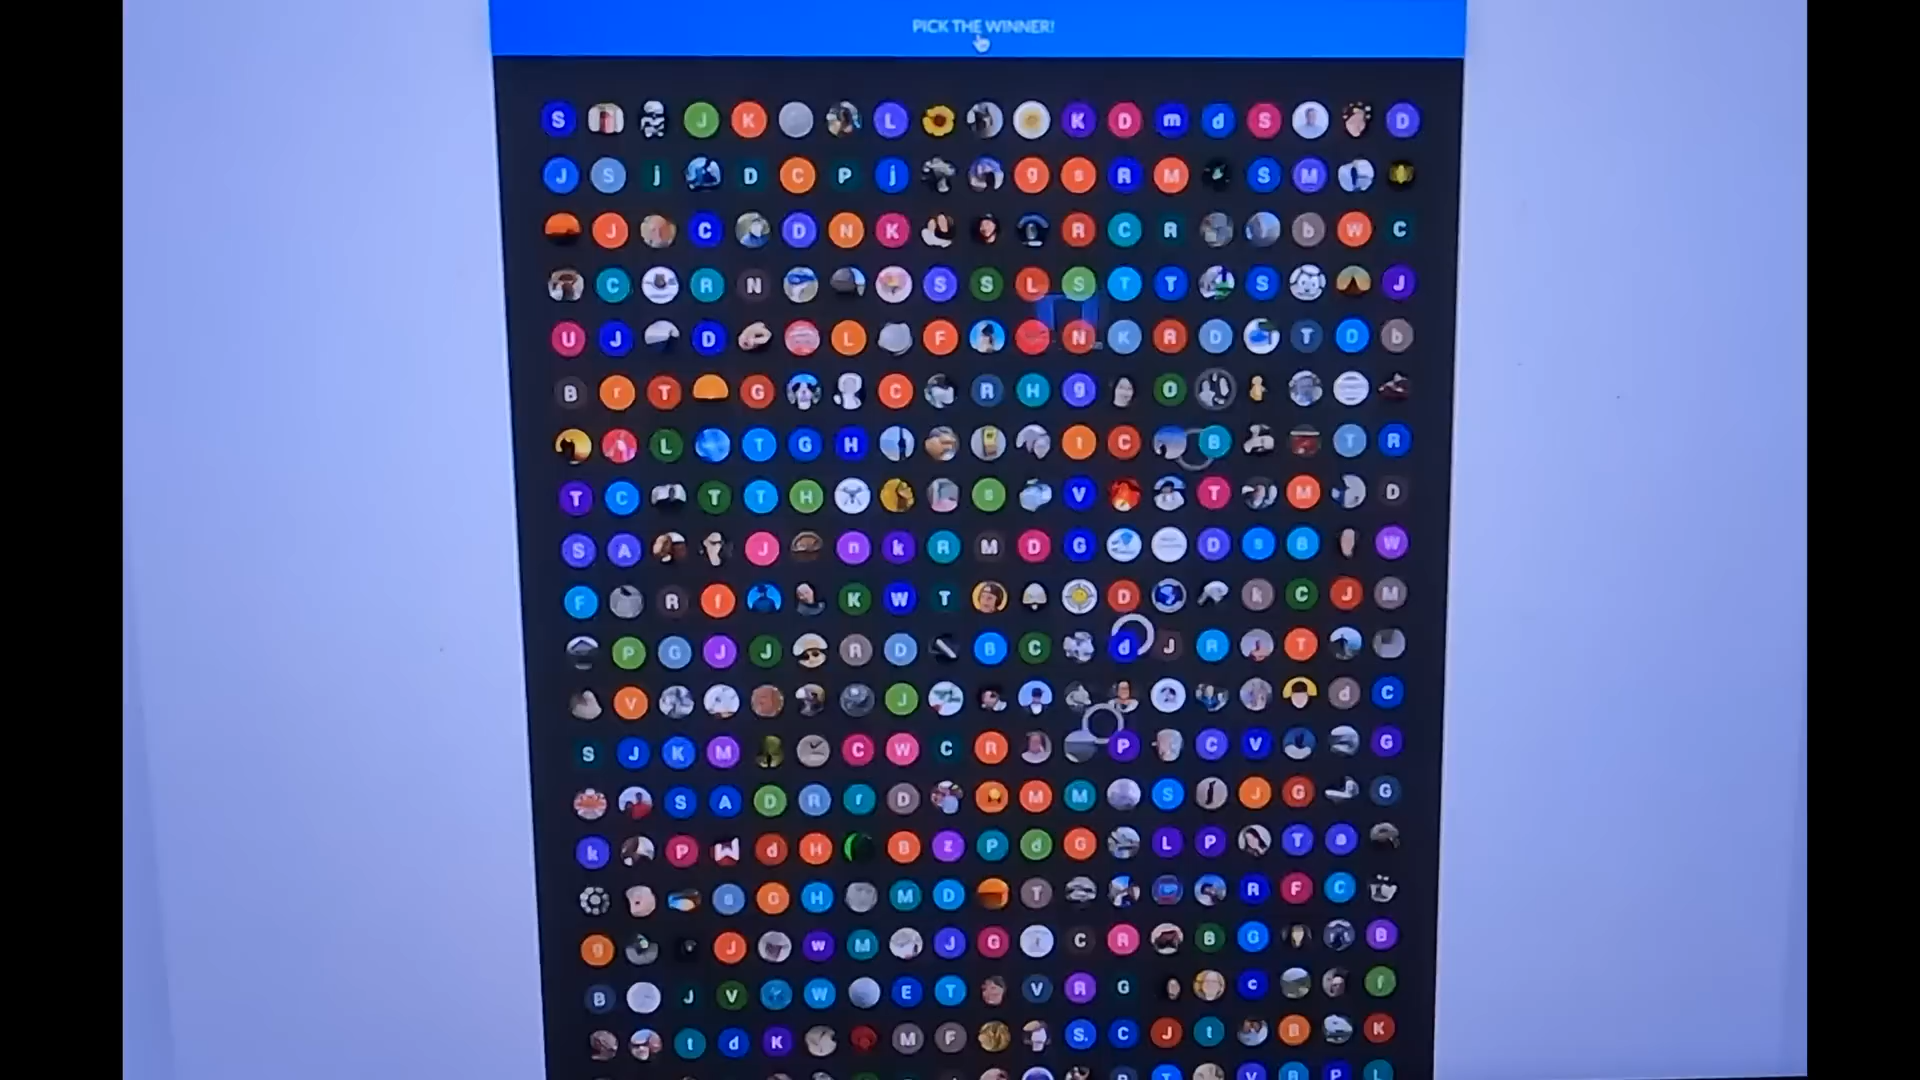 PICK THE WINNER!
S J K L K D m d S D
J S j D C P j g s R M S M
J C D N K R C R b W C
C R N S S L S T T S J
U J D L F N K R D T O b
B r T G C R H g O
L T G H I C B T R
T C T T H s V T M D
S A J n k R M D G D s B W
F R f K W T D k C J M
P G J J R D B C d J R T
V J d C
S J K M C W C R P C V G
S A D R r D M M S J G G
k P d H B z P d G L P T a
s G H M D T R F C
g J w M J G C R B G B
B J V W E T V R G c f
t d K M F S. C J t B K